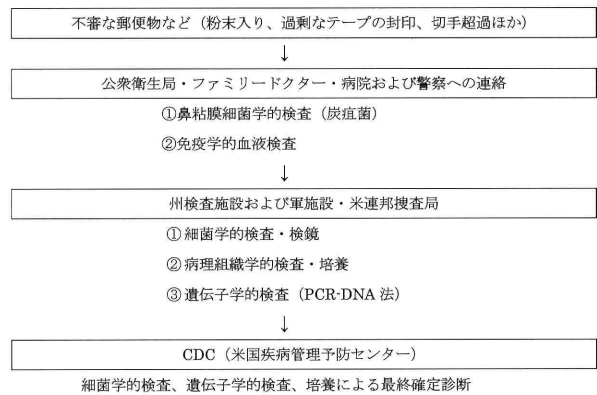 不審な郵便物など（粉末入り、過剰なテープの封印、切手超過ほか）
↓
公衆衛生局・ファミリードクター・病院および警察への連絡
①鼻粘膜細菌学的検査（炭疽菌）
②免疫学的血液検査
↓
州検査施設および軍施設・米連邦捜査局
①細菌学的検査・検鏡
②病理組織学的検査・培養
③遺伝子学的検査（PCR-DNA 法）
↓
CDC（米国疾病管理予防センター）
細菌学的検査、遺伝子学的検査、培養による最終確定診断